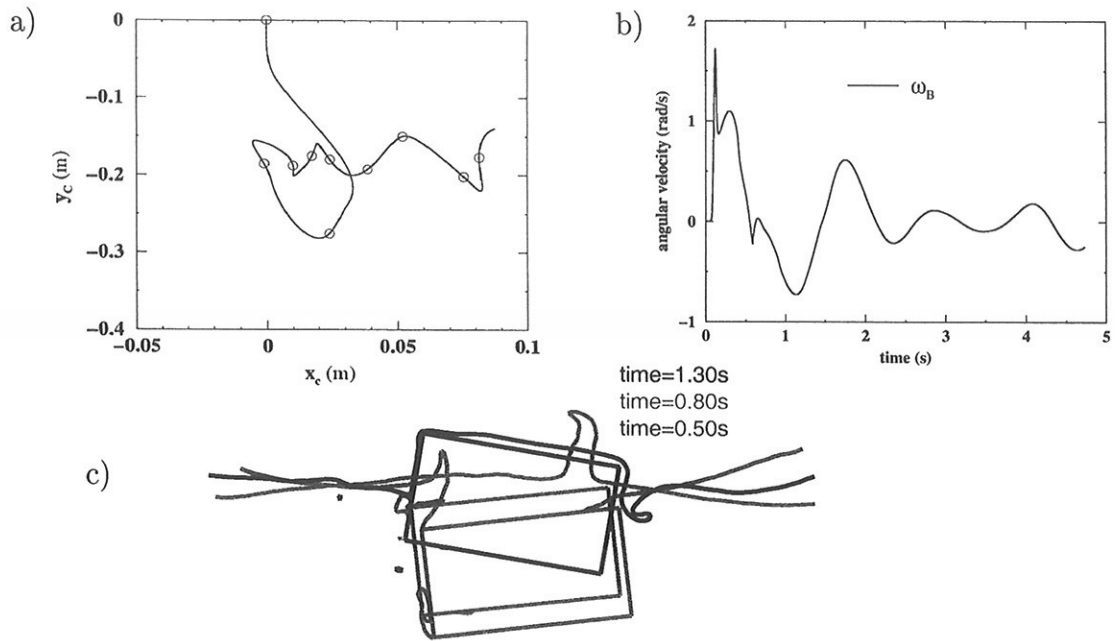 a)
0
−0.1
−0.2
−0.3
−0.4
y_c (m)
−0.05
0
0.05
0.1
x_c (m)
b)
2
1
0
−1
angular velocity (rad/s)
ω_B
0
1
2
3
4
5
time (s)
c)
time=1.30s
time=0.80s
time=0.50s